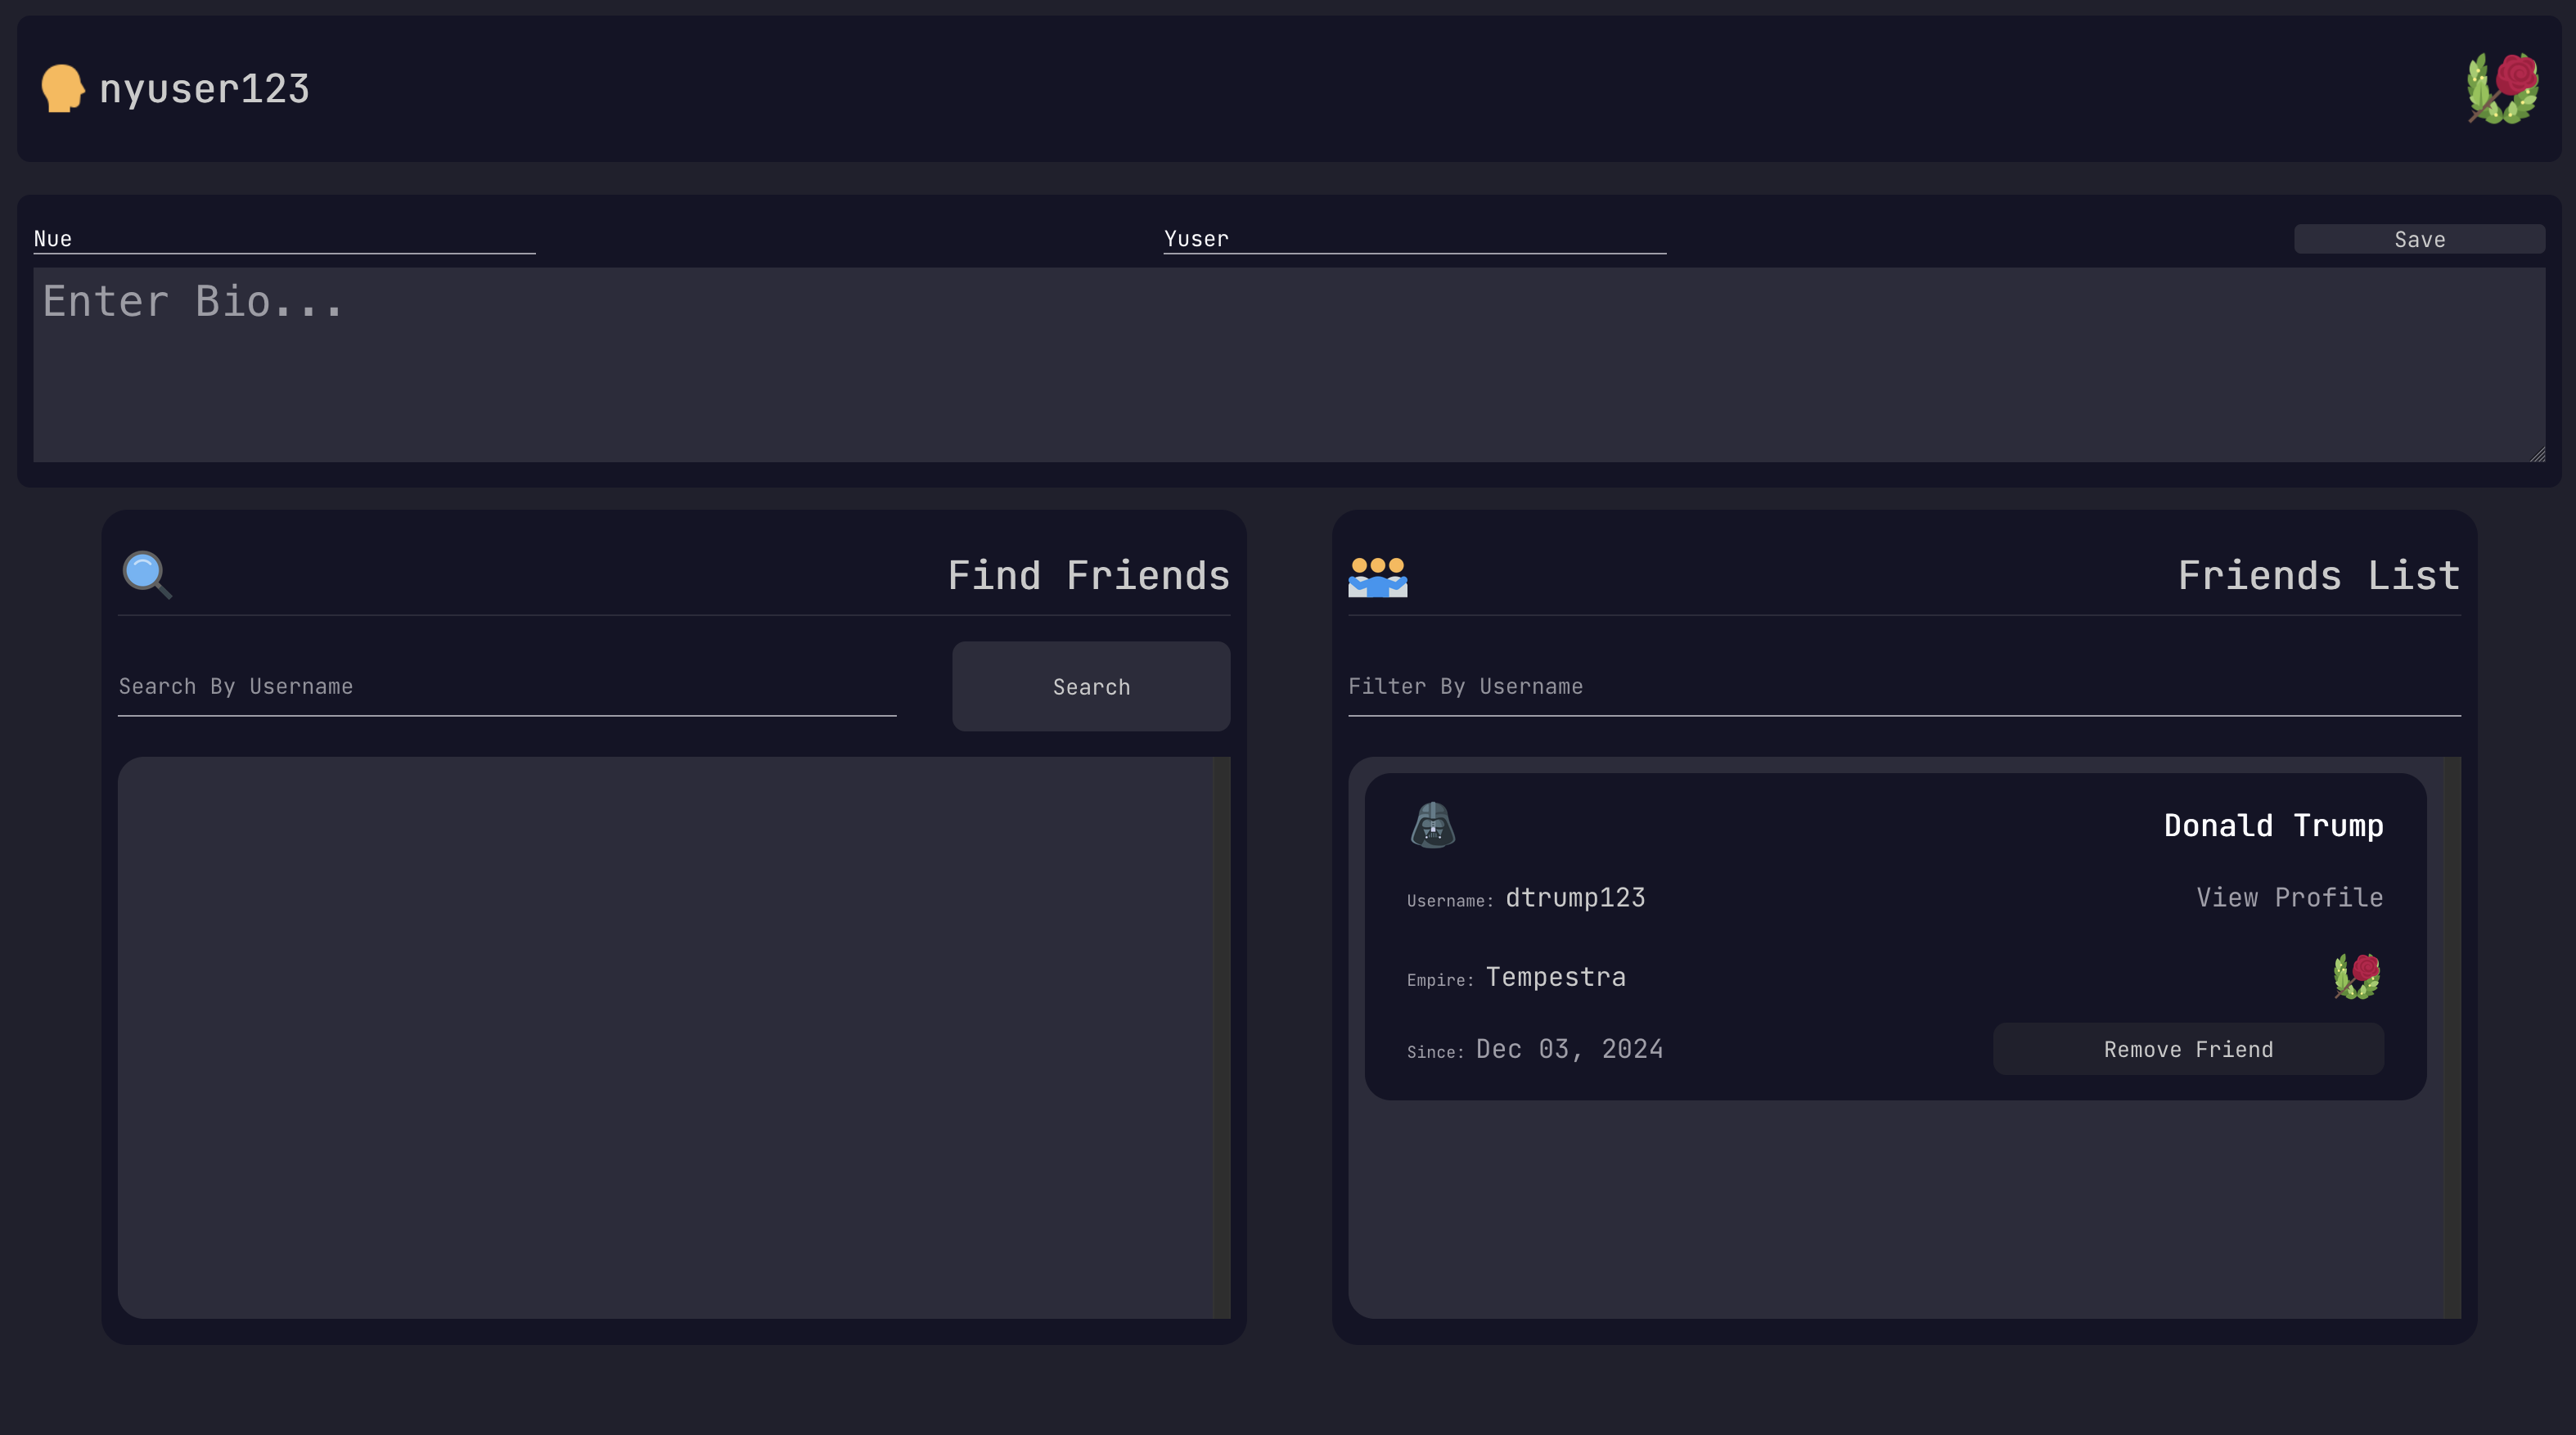 nyuser123
Nue
Yuser
Save
Enter Bio...
Find Friends
Search By Username
Search
Friends List
Filter By Username
Donald Trump
Username: dtrump123
View Profile
Empire: Tempestra
Since: Dec 03, 2024
Remove Friend